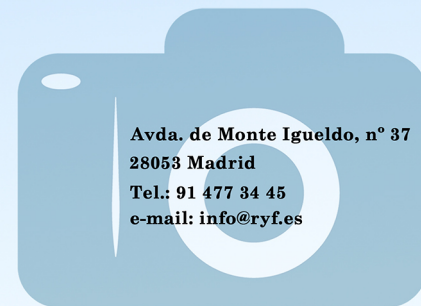 Avda. de Monte Igueldo, nº 37
28053 Madrid
Tel.: 91 477 34 45
e-mail: info@ryf.es